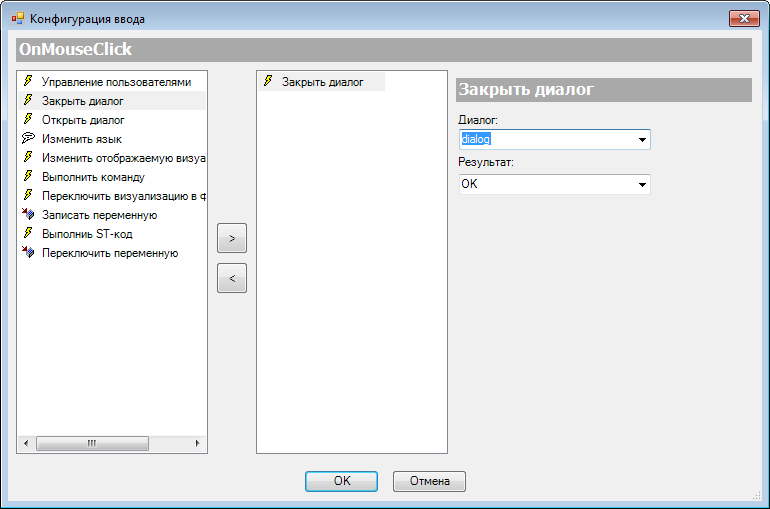 Конфигурация ввода
OnMouseClick
Управление пользователями
Закрыть диалог
Открыть диалог
Изменить язык
Изменить отображаемую визуа
Выполнить команду
Переключить визуализацию в ф
Записать переменную
Выполниь ST-код
Переключить переменную
>
<
Закрыть диалог
Закрыть диалог
Диалог:
dialog
Результат:
OK
OK
Отмена